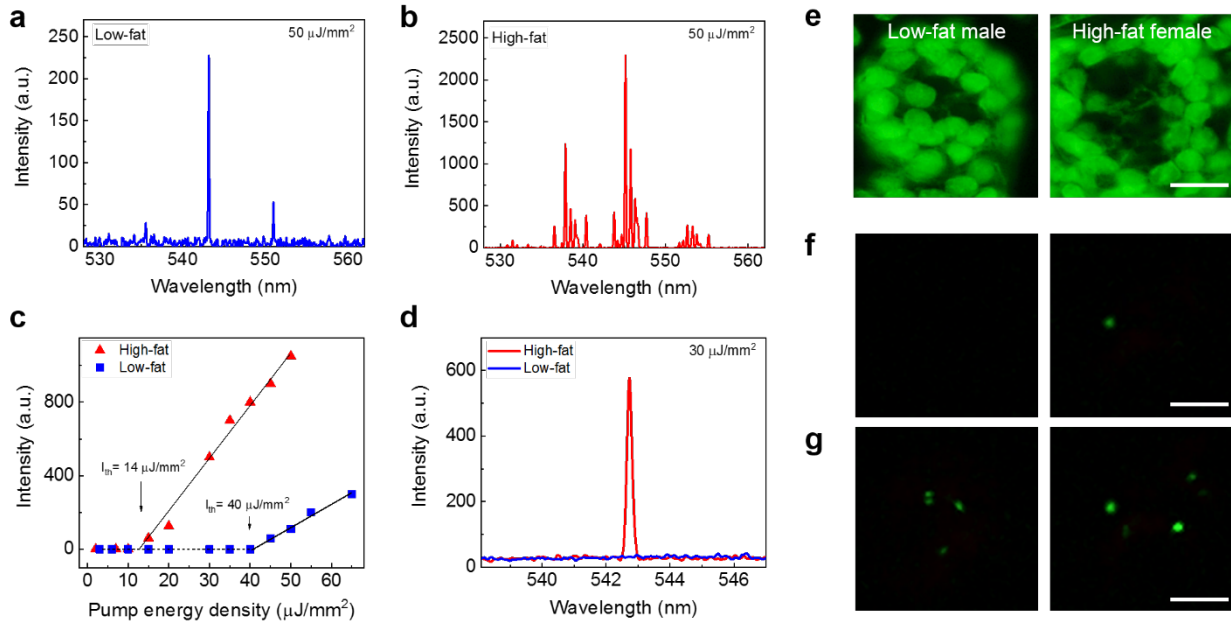 a
Low-fat
50 μJ/mm²
Intensity (a.u.)
250
200
150
100
50
0
530
540
550
560
Wavelength (nm)
b
High-fat
50 μJ/mm²
Intensity (a.u.)
2500
2000
1500
1000
500
0
530
540
550
560
Wavelength (nm)
c
High-fat
Low-fat
Intensity (a.u.)
800
400
0
Ith= 14 μJ/mm²
Ith= 40 μJ/mm²
0
10
20
30
40
50
60
Pump energy density (μJ/mm²)
d
High-fat
Low-fat
30 μJ/mm²
Intensity (a.u.)
600
400
200
0
540
542
544
546
Wavelength (nm)
e
Low-fat male
High-fat female
f
g